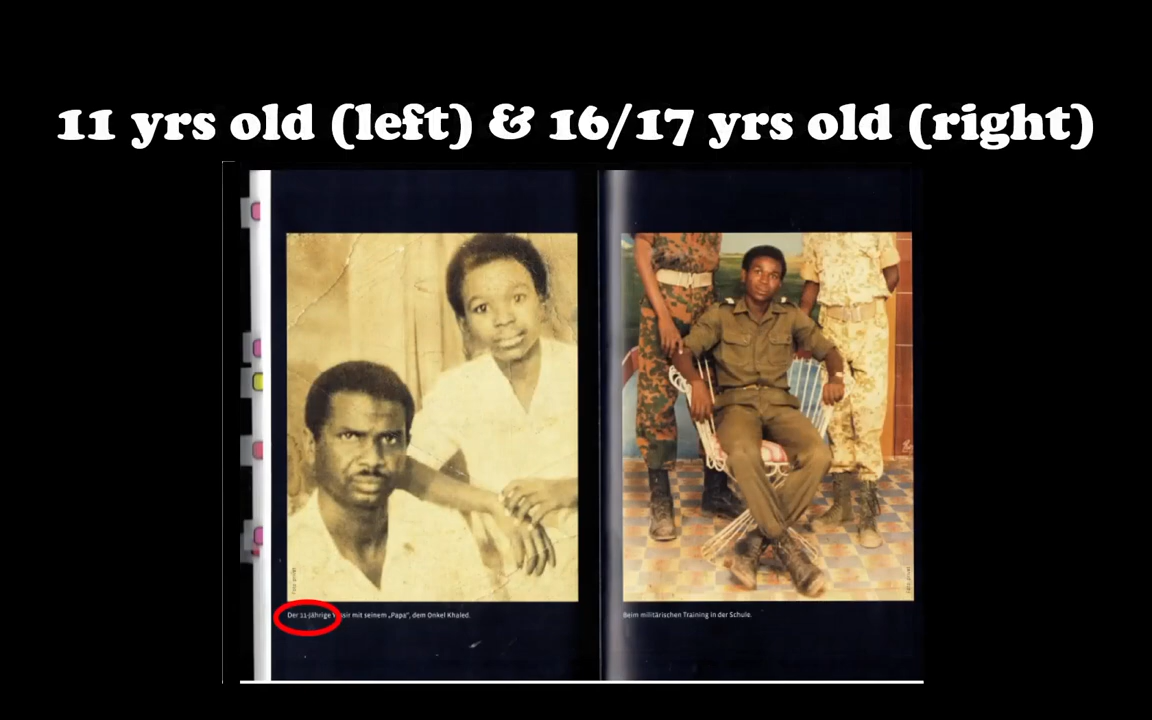 11 yrs old (left) & 16/17 yrs old (right)
Der 11-jährige Yassir mit seinem „Papa“, dem Onkel Khaled.
Beim militärischen Training in der Schule.